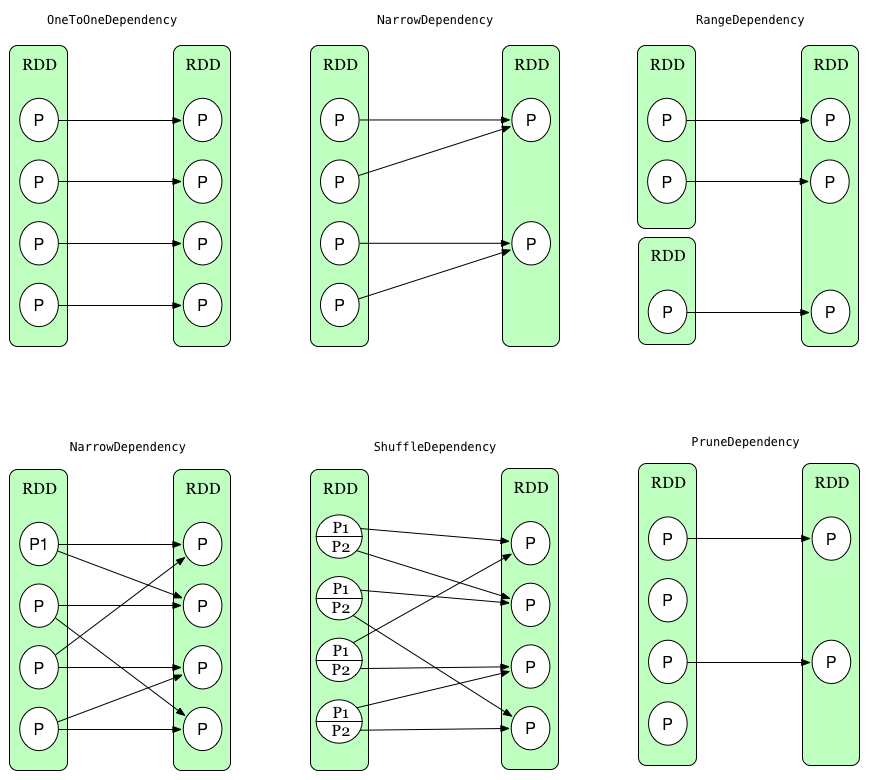 OneToOneDependency
RDD RDD
P P
P P
P P
P P
NarrowDependency
RDD RDD
P P
P
P P
P
RangeDependency
RDD RDD
P P
P P
RDD
P P
NarrowDependency
RDD RDD
P1 P
P P
P P
P P
ShuffleDependency
RDD RDD
P1
P2
P
P1
P2
P
P1
P2
P
P1
P2
P
PruneDependency
RDD RDD
P P
P
P P
P